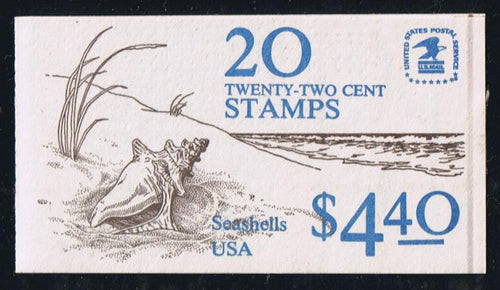 20
TWENTY-TWO CENT
STAMPS
UNITED STATES POSTAL SERVICE
U.S.MAIL
Seashells
USA
$4.40